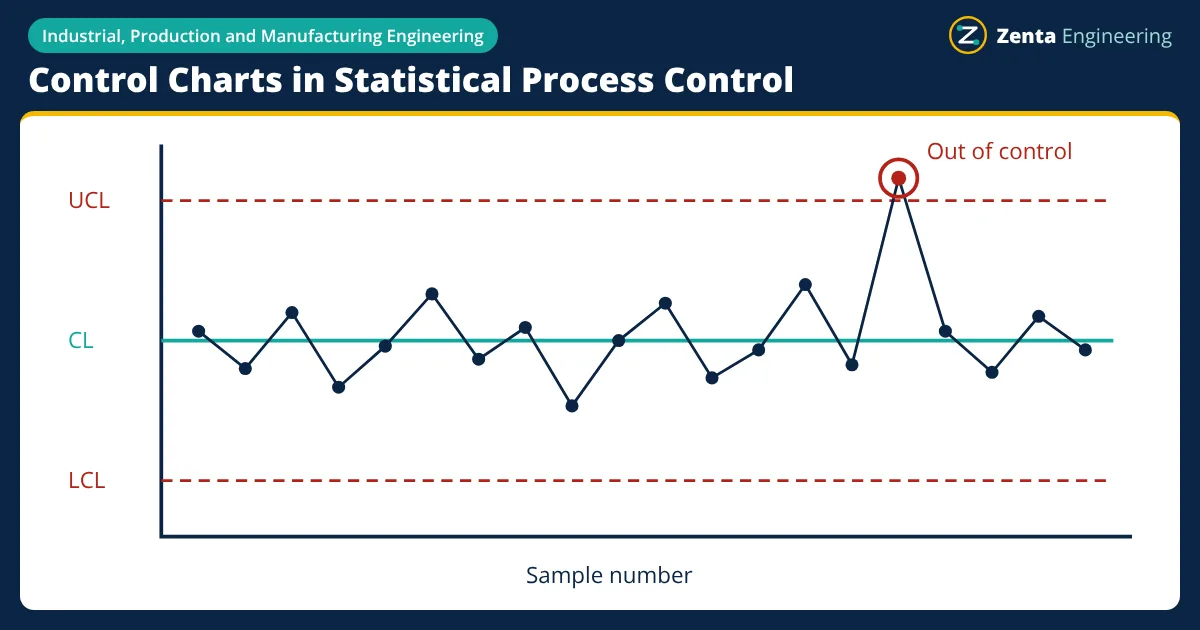 Industrial, Production and Manufacturing Engineering
Zenta Engineering
Control Charts in Statistical Process Control
Out of control
UCL
CL
LCL
Sample number